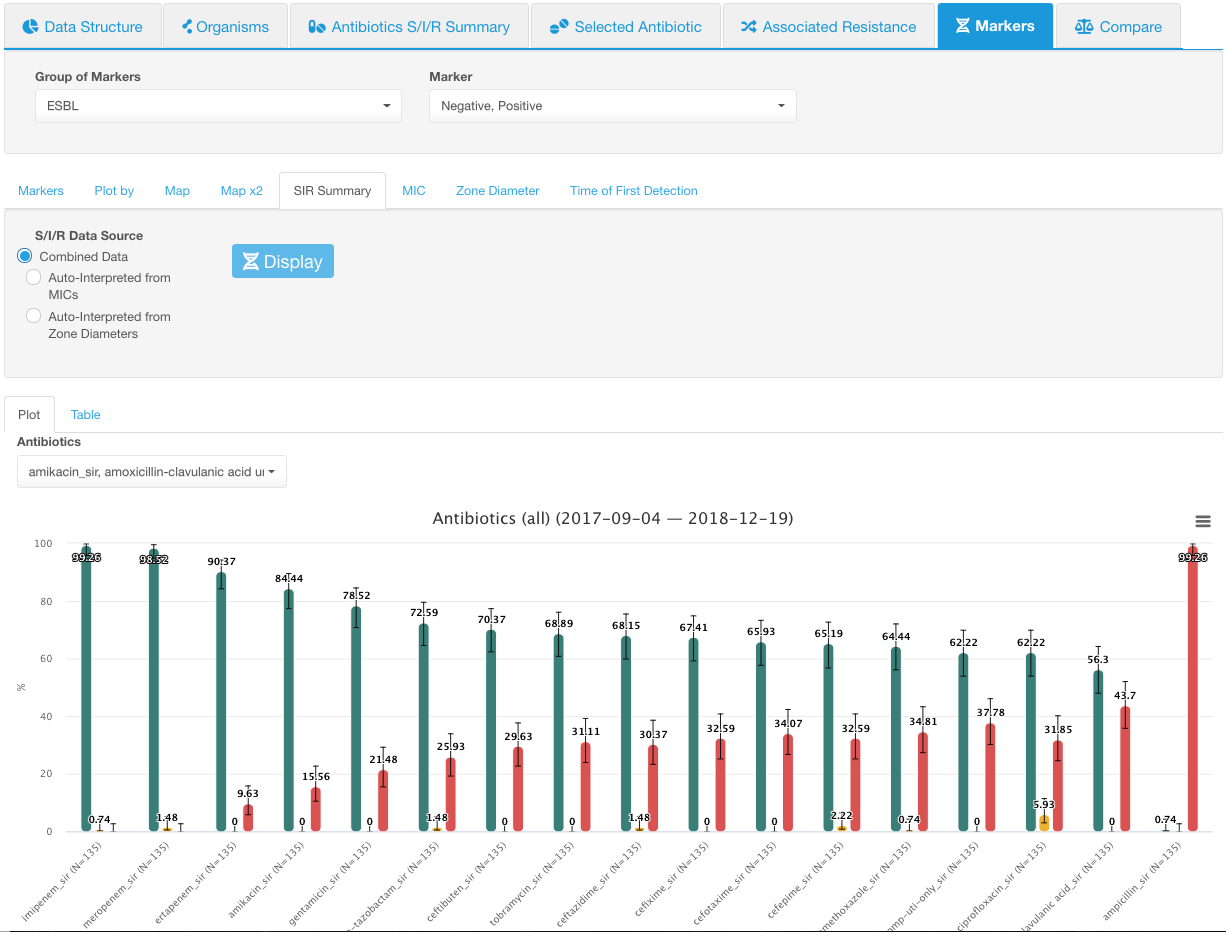 Data Structure Organisms Antibiotics S/I/R Summary Selected Antibiotic Associated Resistance Markers Compare
Group of Markers Marker
ESBL Negative, Positive
Markers Plot by Map Map x2 SIR Summary MIC Zone Diameter Time of First Detection
S/I/R Data Source
Combined Data
Auto-Interpreted from
MICs
Auto-Interpreted from
Zone Diameters
Display
Plot Table
Antibiotics
amikacin_sir, amoxicillin-clavulanic acid ur
Antibiotics (all) (2017-09-04 — 2018-12-19)
%
100
80
60
40
20
0
99.26 0.74
98.52 1.48
90.37 0 9.63
84.44 0 15.56
78.52 0 21.48
72.59 1.48 25.93
70.37 0 29.63
68.89 0 31.11
68.15 1.48 30.37
67.41 0 32.59
65.93 0 34.07
65.19 2.22 32.59
64.44 0.74 34.81
62.22 0 37.78
62.22 5.93 31.85
56.3 0 43.7
0.74 99.26
imipenem_sir (N=135)
meropenem_sir (N=135)
ertapenem_sir (N=135)
amikacin_sir (N=135)
gentamicin_sir (N=135)
-tazobactam_sir (N=135)
ceftibuten_sir (N=135)
tobramycin_sir (N=135)
ceftazidime_sir (N=135)
cefixime_sir (N=135)
cefotaxime_sir (N=135)
cefepime_sir (N=135)
methoxazole_sir (N=135)
omp-uti-only_sir (N=135)
ciprofloxacin_sir (N=135)
lavulanic acid_sir (N=135)
ampicillin_sir (N=135)